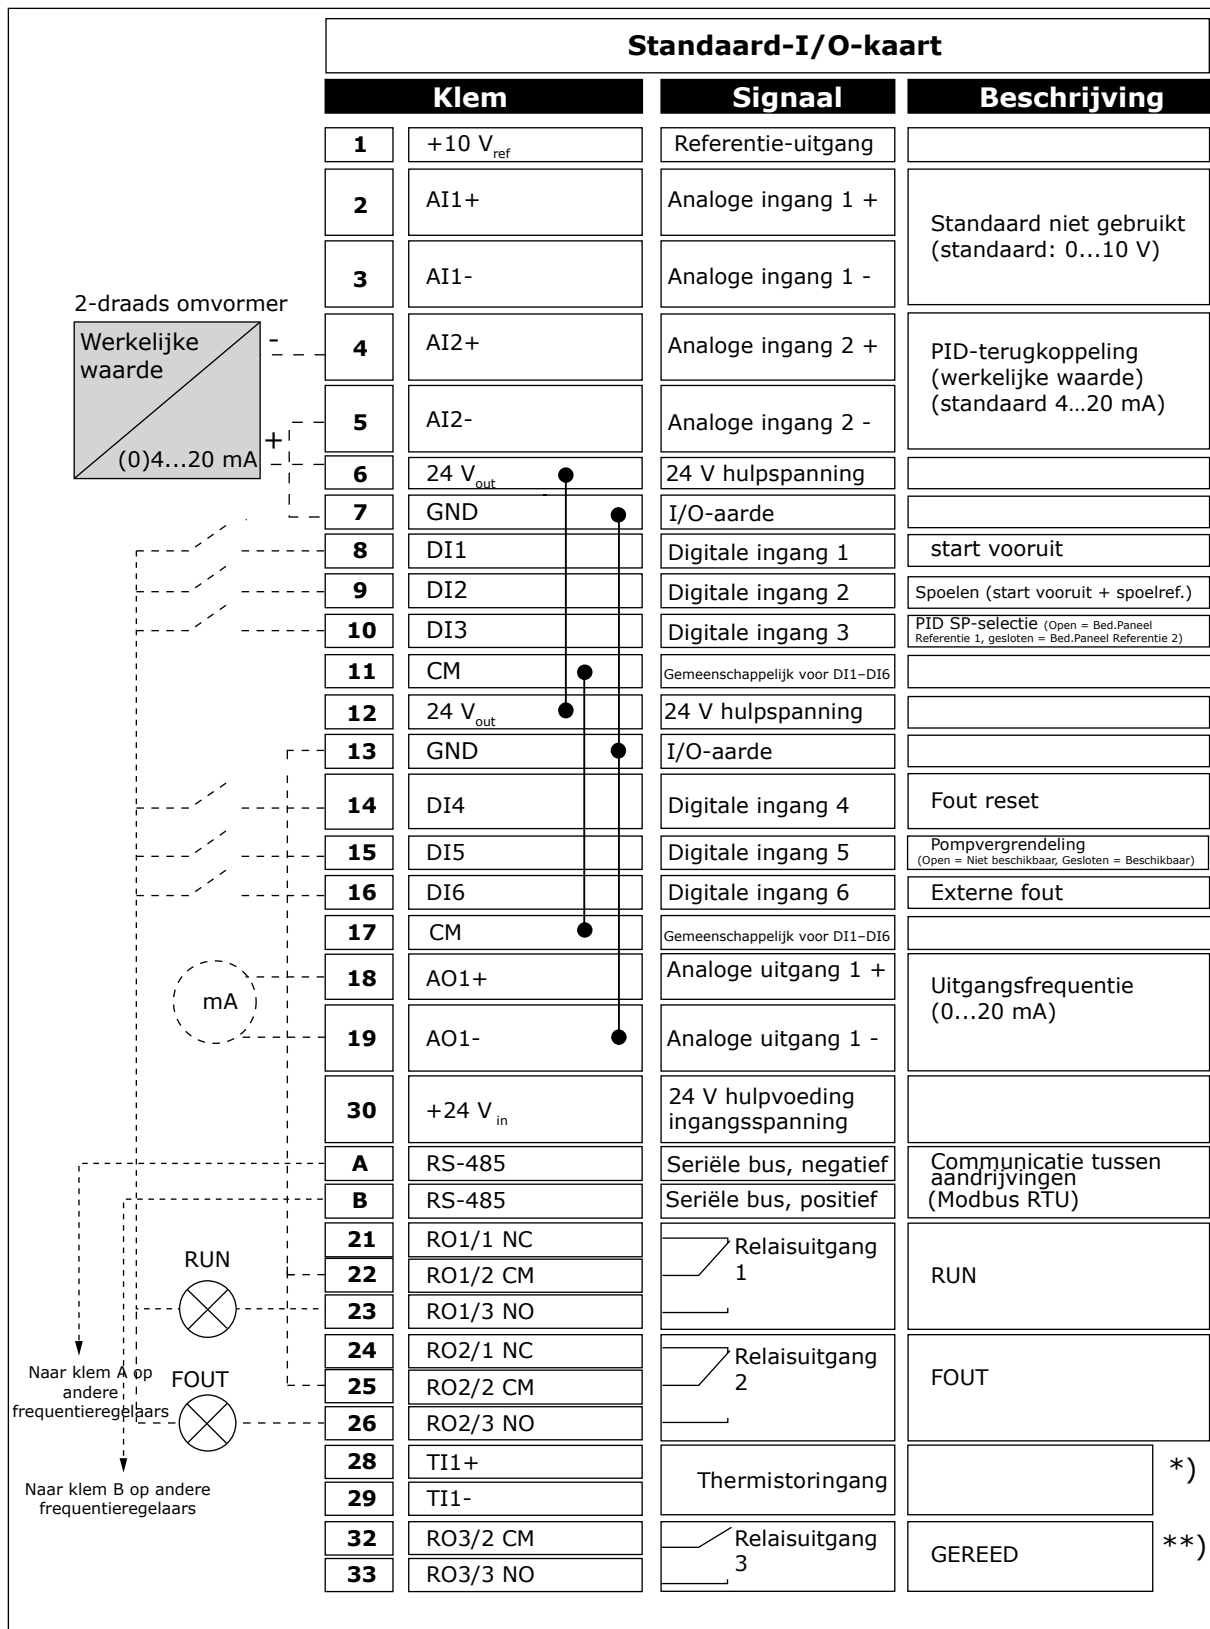 Standaard-I/O-kaart
Klem Signaal Beschrijving
1 +10 Vref Referentie-uitgang
2 AI1+ Analoge ingang 1 +
Standaard niet gebruikt
(standaard: 0...10 V)
3 AI1- Analoge ingang 1 -
2-draads omvormer
Werkelijke
waarde
-
+
(0)4...20 mA
4 AI2+ Analoge ingang 2 +
PID-terugkoppeling
(werkelijke waarde)
(standaard 4...20 mA)
5 AI2- Analoge ingang 2 -
6 24 Vout 24 V hulpspanning
7 GND I/O-aarde
8 DI1 Digitale ingang 1 start vooruit
9 DI2 Digitale ingang 2 Spoelen (start vooruit + spoelref.)
10 DI3 Digitale ingang 3 PID SP-selectie (Open = Bed.Paneel
Referentie 1, gesloten = Bed.Paneel Referentie 2)
11 CM Gemeenschappelijk voor DI1–DI6
12 24 Vout 24 V hulpspanning
13 GND I/O-aarde
14 DI4 Digitale ingang 4 Fout reset
15 DI5 Digitale ingang 5 Pompvergrendeling
(Open = Niet beschikbaar, Gesloten = Beschikbaar)
16 DI6 Digitale ingang 6 Externe fout
17 CM Gemeenschappelijk voor DI1–DI6
mA
18 AO1+ Analoge uitgang 1 +
Uitgangsfrequentie
(0...20 mA)
19 AO1- Analoge uitgang 1 -
30 +24 Vin 24 V hulpvoeding
ingangsspanning
A RS-485 Seriële bus, negatief
Communicatie tussen
aandrijvingen
(Modbus RTU)
B RS-485 Seriële bus, positief
21 RO1/1 NC
Relaisuitgang
1
RUN
RUN
22 RO1/2 CM
23 RO1/3 NO
24 RO2/1 NC
Relaisuitgang
2
FOUT
FOUT
Naar klem A op
andere
frequentieregelaars
25 RO2/2 CM
26 RO2/3 NO
28 TI1+
Thermistoringang
*)
Naar klem B op andere
frequentieregelaars
29 TI1-
32 RO3/2 CM
Relaisuitgang
3
GEREED
**)
33 RO3/3 NO